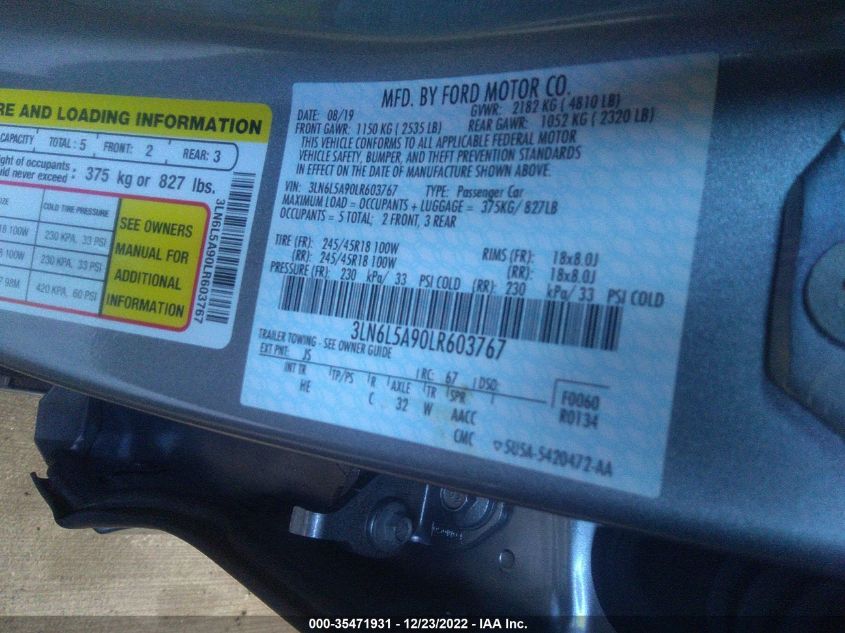 RE AND LOADING INFORMATION
CAPACITY TOTAL: 5 FRONT: 2 REAR: 3
ght of occupants
uld never exceed: 375 kg or 827 lbs.
SIZE COLD TIRE PRESSURE
18 100W 230 KPA, 33 PSI
18 100W 230 KPA, 33 PSI
7 98M 420 KPA, 60 PSI
SEE OWNERS
MANUAL FOR
ADDITIONAL
INFORMATION
3LN6L5A90LR603767
MFD. BY FORD MOTOR CO.
DATE: 08/19 GVWR: 2182 KG ( 4810 LB)
FRONT GAWR: 1150 KG ( 2535 LB) REAR GAWR: 1052 KG ( 2320 LB)
THIS VEHICLE CONFORMS TO ALL APPLICABLE FEDERAL MOTOR
VEHICLE SAFETY, BUMPER, AND THEFT PREVENTION STANDARDS
IN EFFECT ON THE DATE OF MANUFACTURE SHOWN ABOVE.
VIN: 3LN6L5A90LR603767 TYPE: Passenger Car
MAXIMUM LOAD = OCCUPANTS + LUGGAGE = 375KG/ 827LB
OCCUPANTS = 5 TOTAL; 2 FRONT, 3 REAR
TIRE (FR): 245/45R18 100W RIMS (FR): 18x8.0J
(RR): 245/45R18 100W (RR): 18x8.0J
PRESSURE (FR): 230 kPa/ 33 PSI COLD (RR): 230 kPa/ 33 PSI COLD
3LN6L5A90LR603767
TRAILER TOWING - SEE OWNER GUIDE
EXT PNT: JS RC: 67 DSO:
INT TR TP/PS R AXLE TR SPR F0060
HE C 32 W AACC R0134
CMC 5U5A-5420472-AA
000-35471931 - 12/23/2022 - IAA Inc.